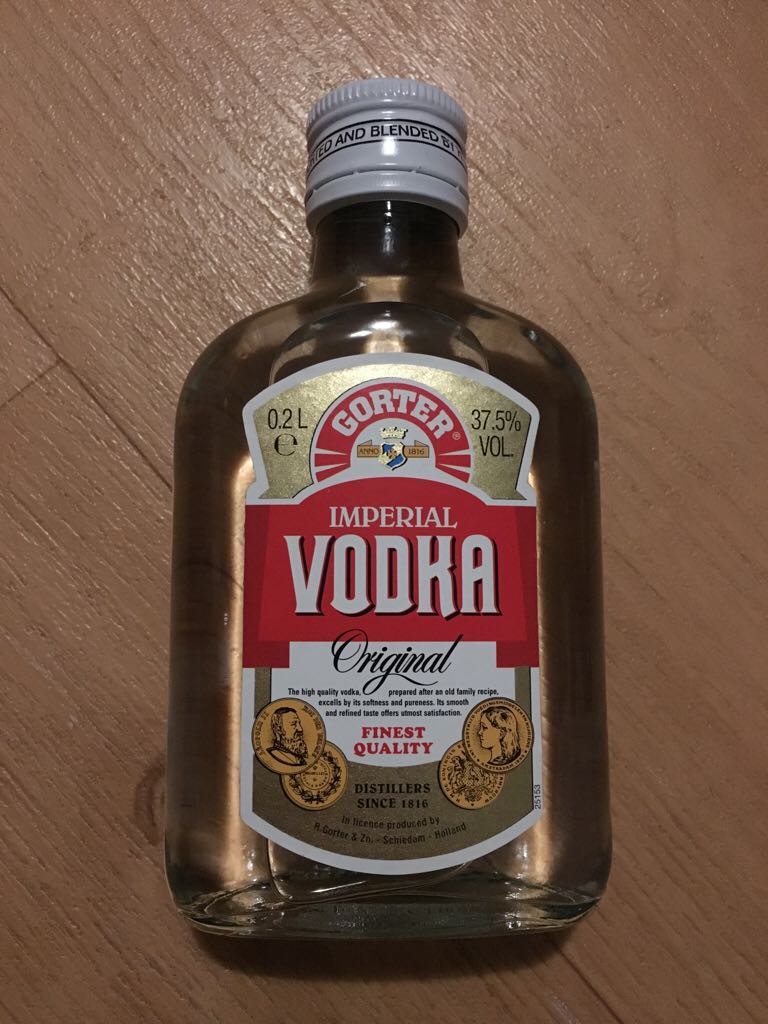 TED AND BLENDED BY
0.2 L
℮
GORTER®
ANNO 1816
37.5%
VOL.
IMPERIAL
VODKA
Original
The high quality vodka, prepared after an old family recipe,
excells by its softness and pureness. Its smooth
and refined taste offers utmost satisfaction.
FINEST
QUALITY
DISTILLERS
SINCE 1816
In licence produced by
R.Gorter & Zn. - Schiedam - Holland
25153